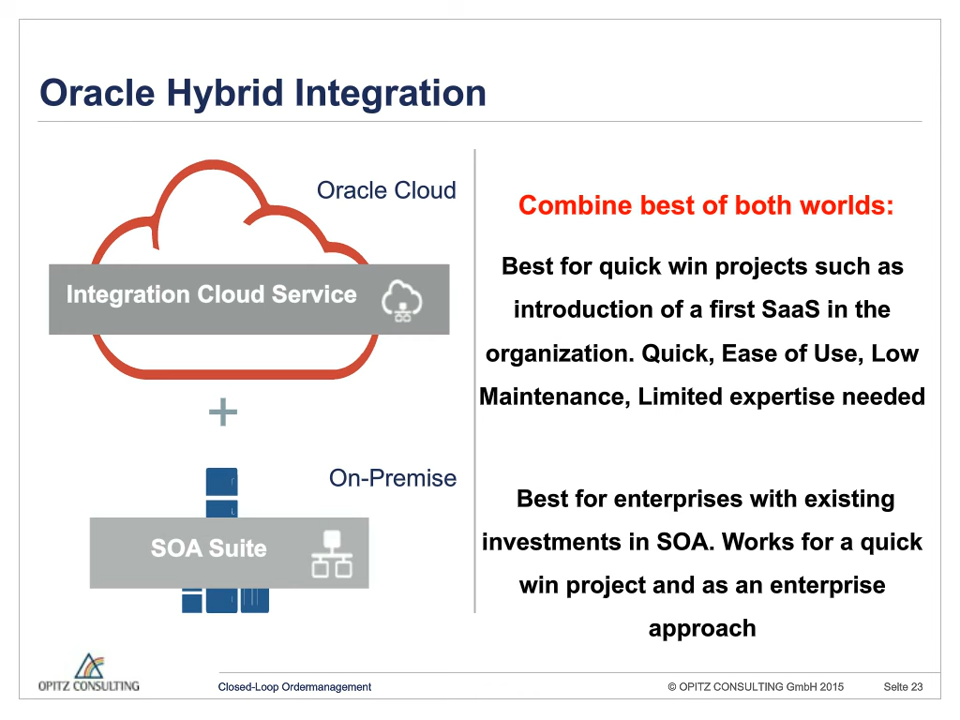 Oracle Hybrid Integration
Oracle Cloud
Integration Cloud Service
+
On-Premise
SOA Suite
Combine best of both worlds:
Best for quick win projects such as
introduction of a first SaaS in the
organization. Quick, Ease of Use, Low
Maintenance, Limited expertise needed
Best for enterprises with existing
investments in SOA. Works for a quick
win project and as an enterprise
approach
OPITZ CONSULTING
Closed-Loop Ordermanagement
© OPITZ CONSULTING GmbH 2015
Seite 23